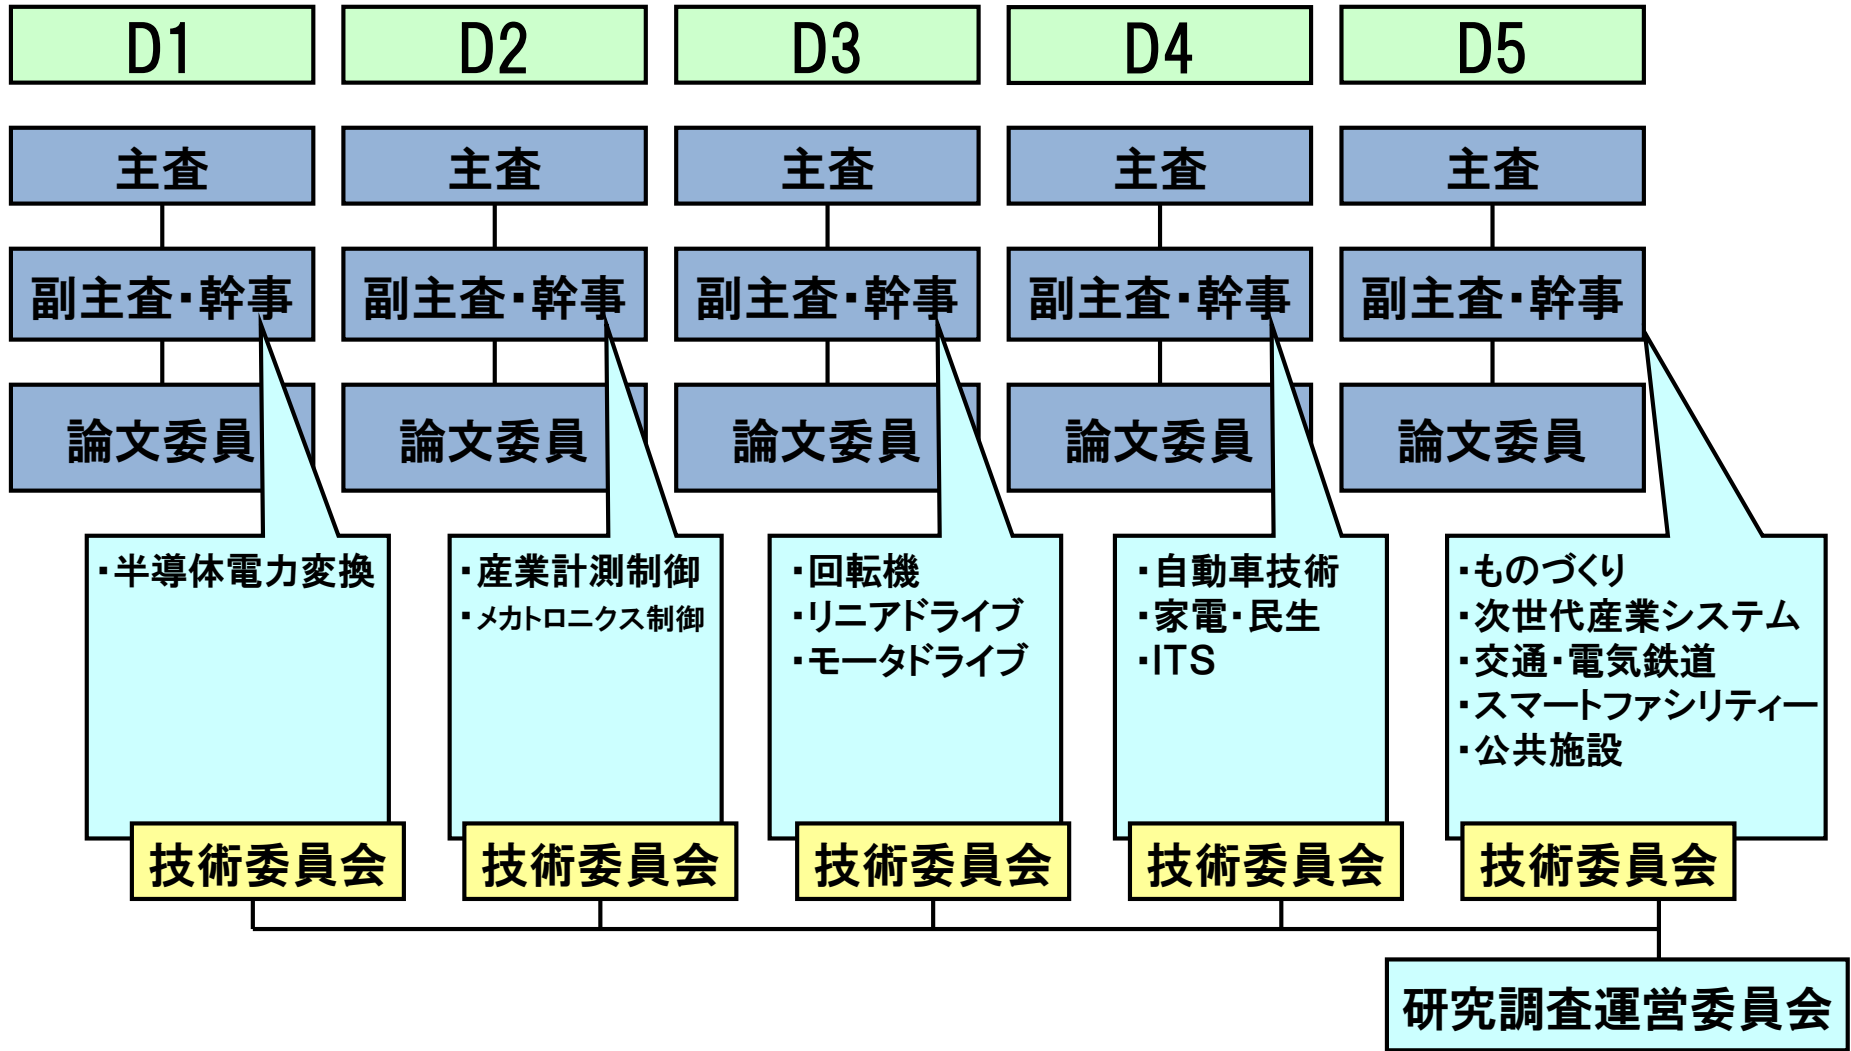 D1
D2
D3
D4
D5
主査
主査
主査
主査
主査
副主査・幹事
副主査・幹事
副主査・幹事
副主査・幹事
副主査・幹事
論文委員
論文委員
論文委員
論文委員
論文委員
・半導体電力変換
・産業計測制御
・メカトロニクス制御
・回転機
・リニアドライブ
・モータドライブ
・自動車技術
・家電・民生
・ITS
・ものづくり
・次世代産業システム
・交通・電気鉄道
・スマートファシリティー
・公共施設
技術委員会
技術委員会
技術委員会
技術委員会
技術委員会
研究調査運営委員会